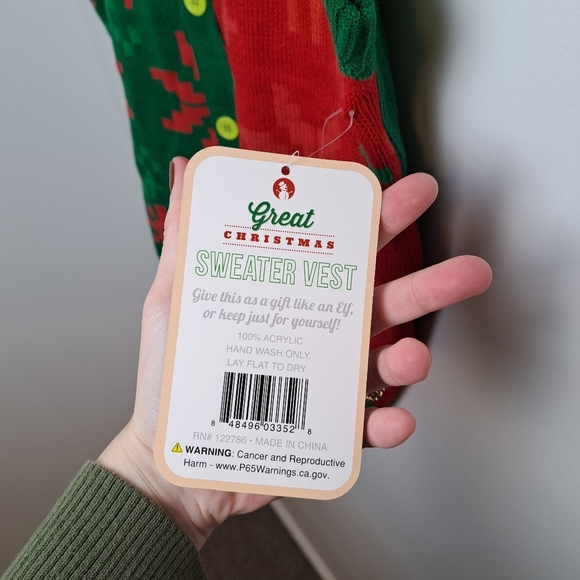 Great
CHRISTMAS
SWEATER VEST
Give this as a gift like an Elf,
or keep just for yourself!
100% ACRYLIC
HAND WASH ONLY.
LAY FLAT TO DRY.
8 48496 03352 8
RN# 122786 • MADE IN CHINA
⚠ WARNING: Cancer and Reproductive
Harm - www.P65Warnings.ca.gov.